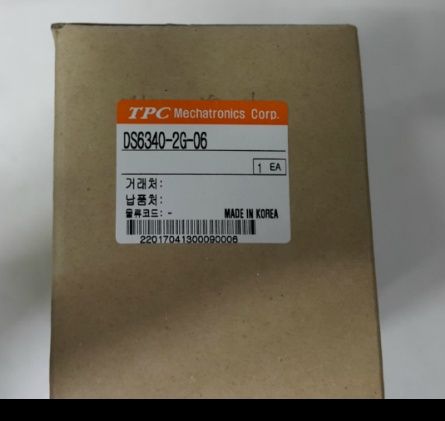 TPC Mechatronics Corp.
DS6340-2G-06
1 EA
거래처:
납품처:
물류코드: -
MADE IN KOREA
22017041300090006